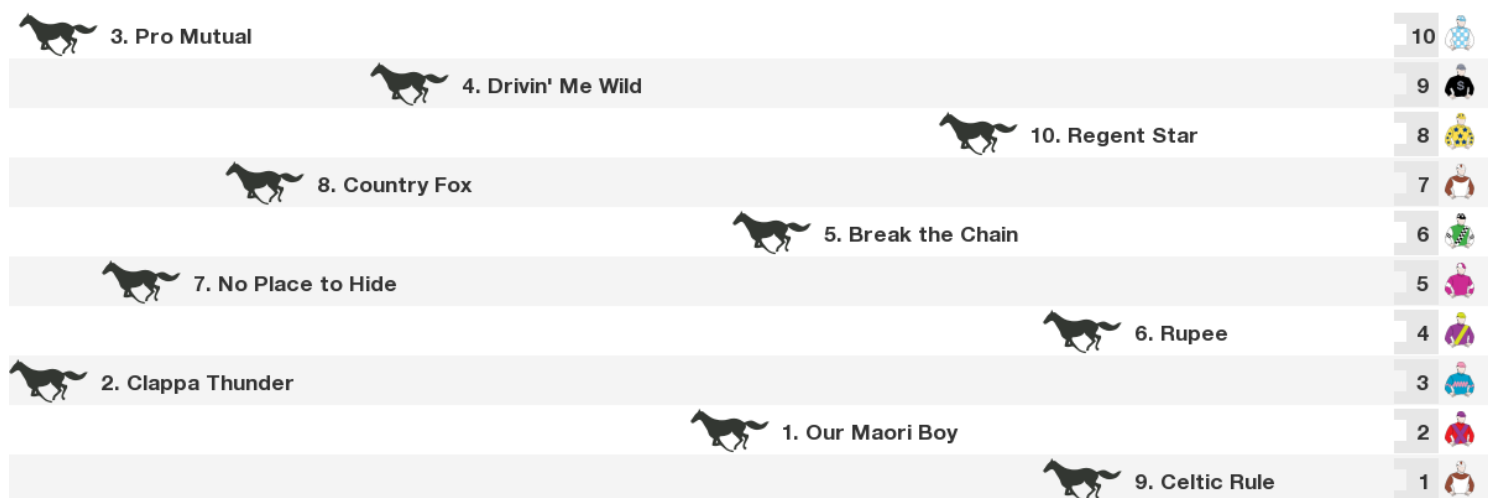 3. Pro Mutual 10
4. Drivin' Me Wild 9 S
10. Regent Star 8
8. Country Fox 7
5. Break the Chain 6
7. No Place to Hide 5
6. Rupee 4
2. Clappa Thunder 3
1. Our Maori Boy 2
9. Celtic Rule 1